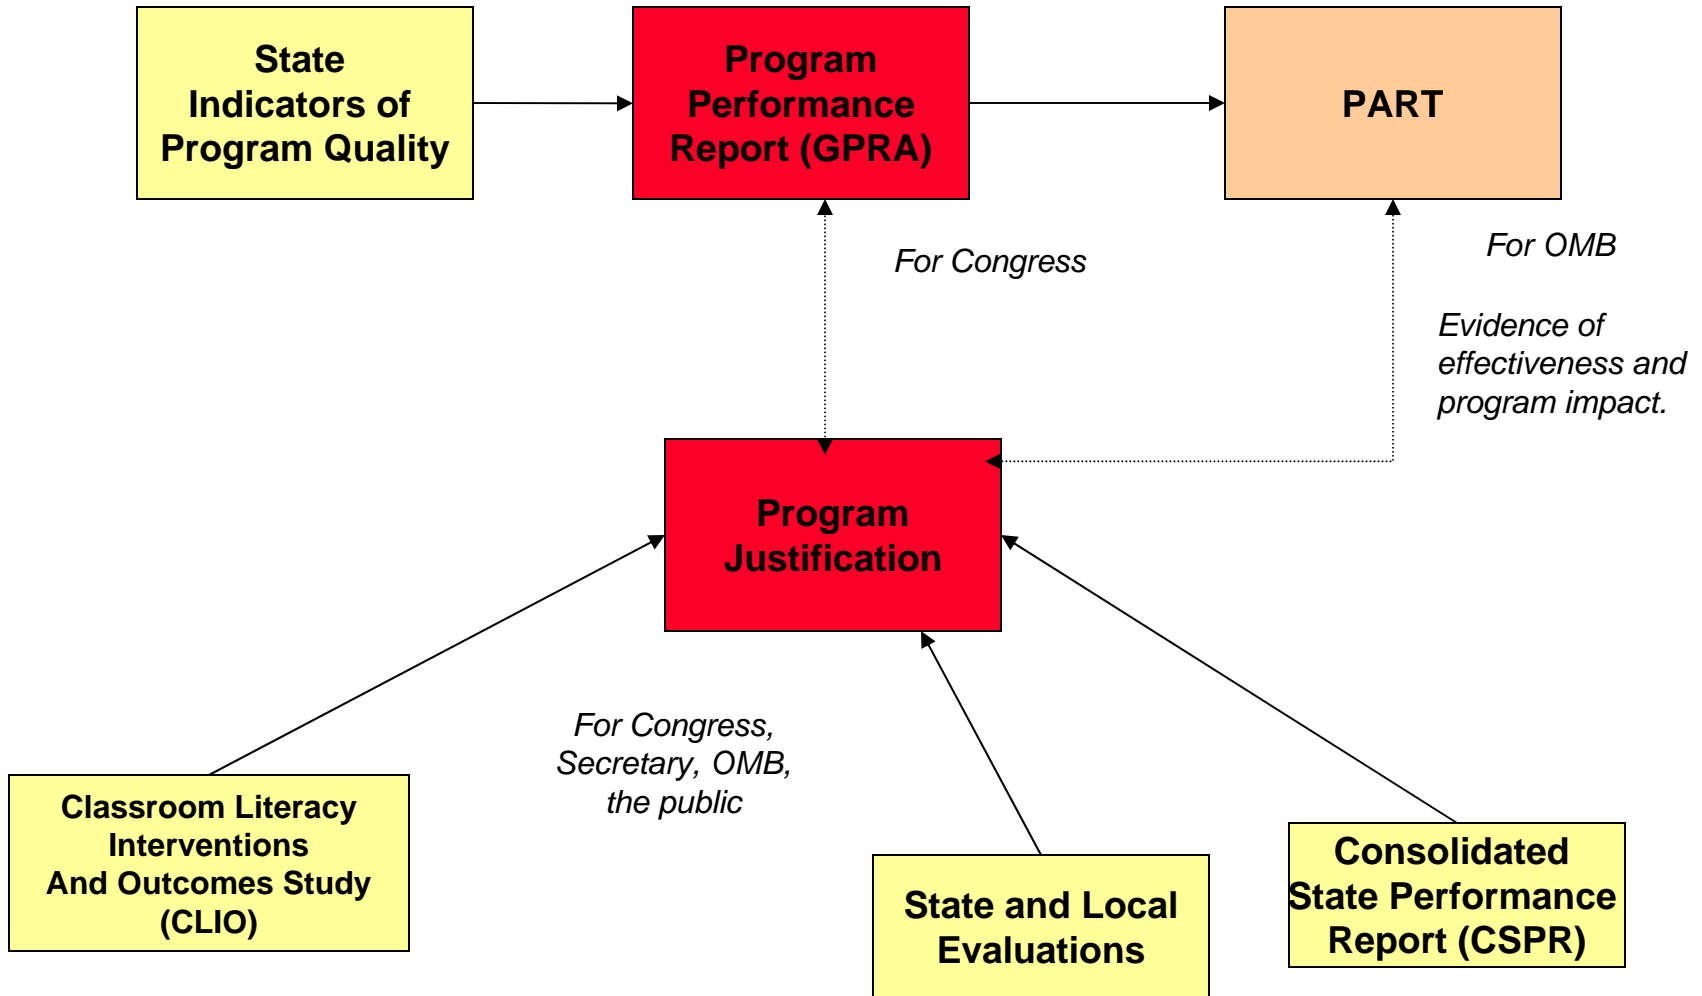 State
Indicators of
Program Quality
Program
Performance
Report (GPRA)
PART
For Congress
For OMB
Evidence of
effectiveness and
program impact.
Program
Justification
For Congress,
Secretary, OMB,
the public
Classroom Literacy
Interventions
And Outcomes Study
(CLIO)
State and Local
Evaluations
Consolidated
State Performance
Report (CSPR)